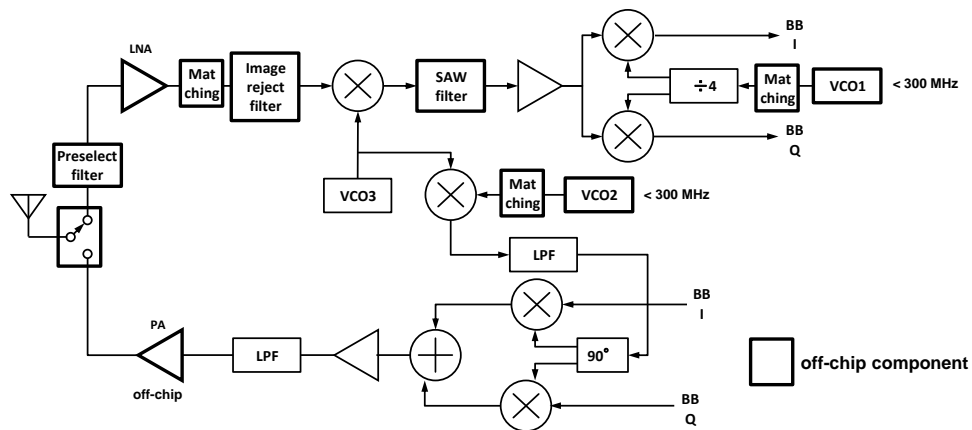 LNA
Mat
ching
Image
reject
filter
SAW
filter
BB
I
÷4
Mat
ching
VCO1
< 300 MHz
BB
Q
Preselect
filter
VCO3
Mat
ching
VCO2
< 300 MHz
LPF
BB
I
PA
LPF
90°
off-chip
off-chip component
BB
Q